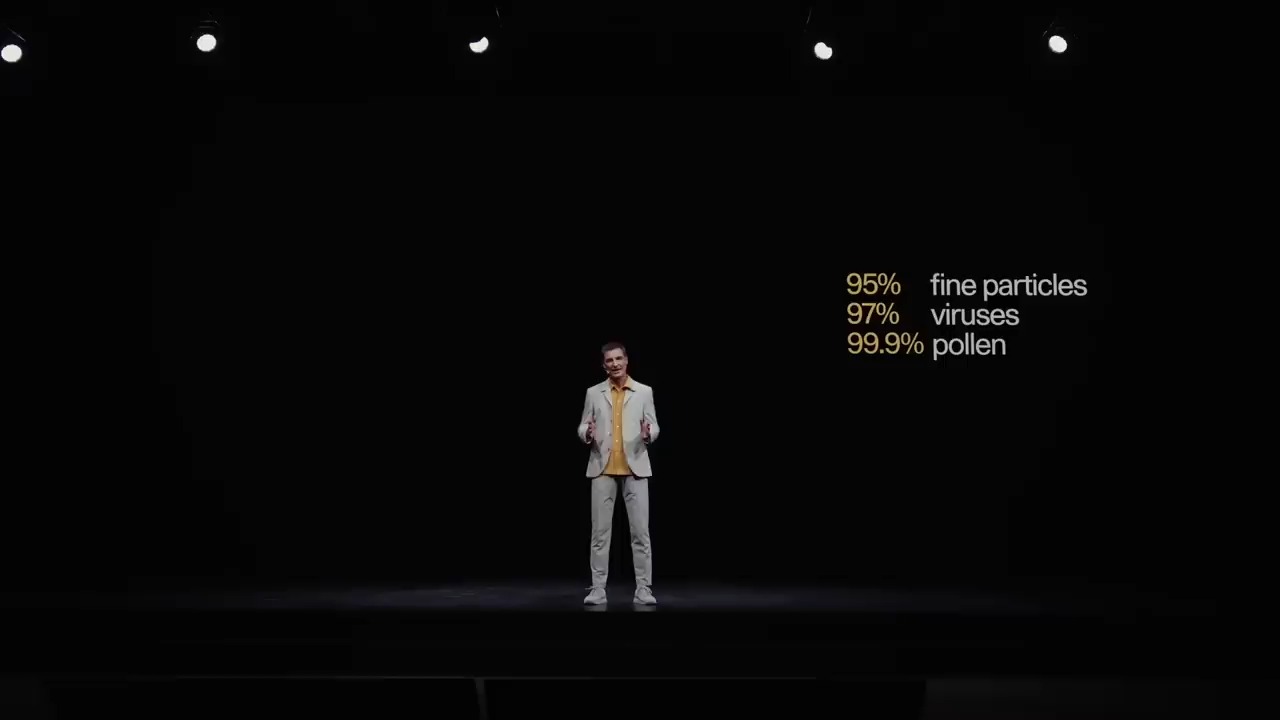 95% fine particles
97% viruses
99.9% pollen